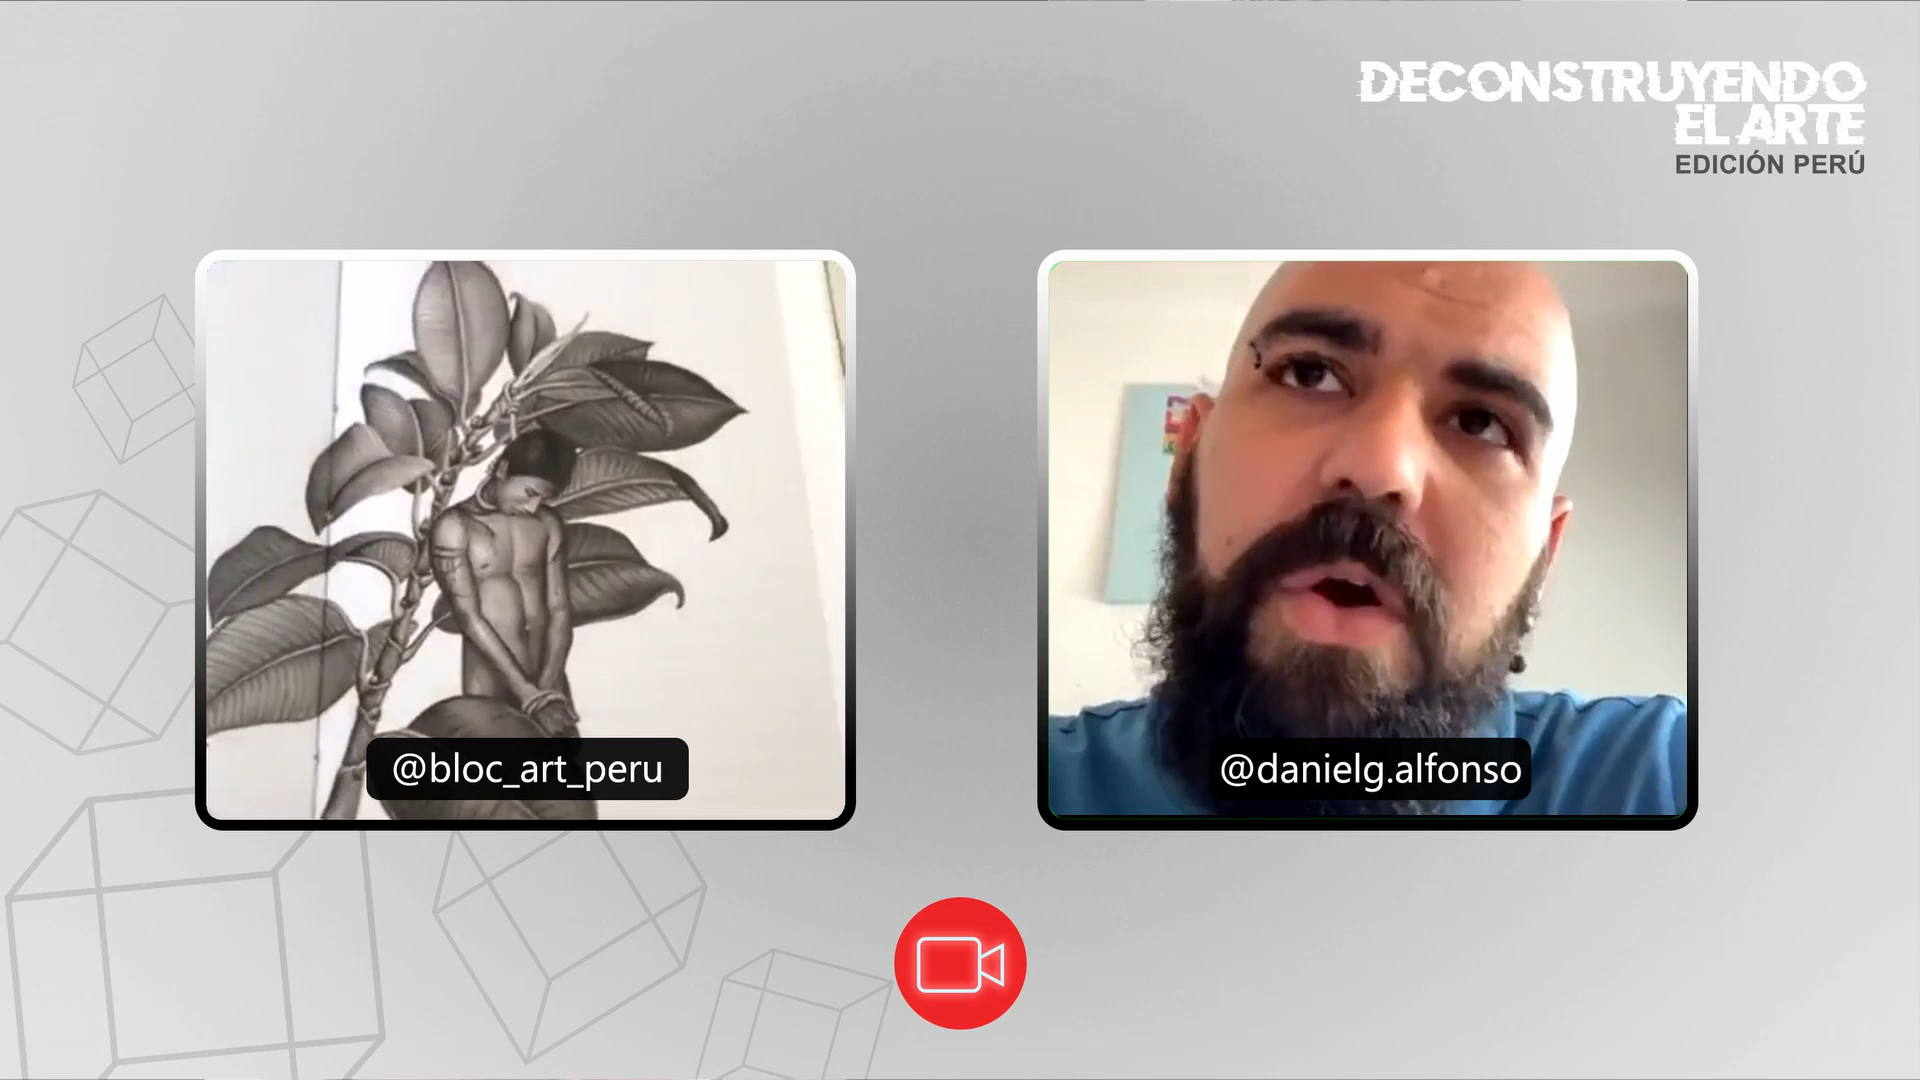 DECONSTRUYENDO
EL ARTE
EDICIÓN PERÚ
@bloc_art_peru
@danielg.alfonso